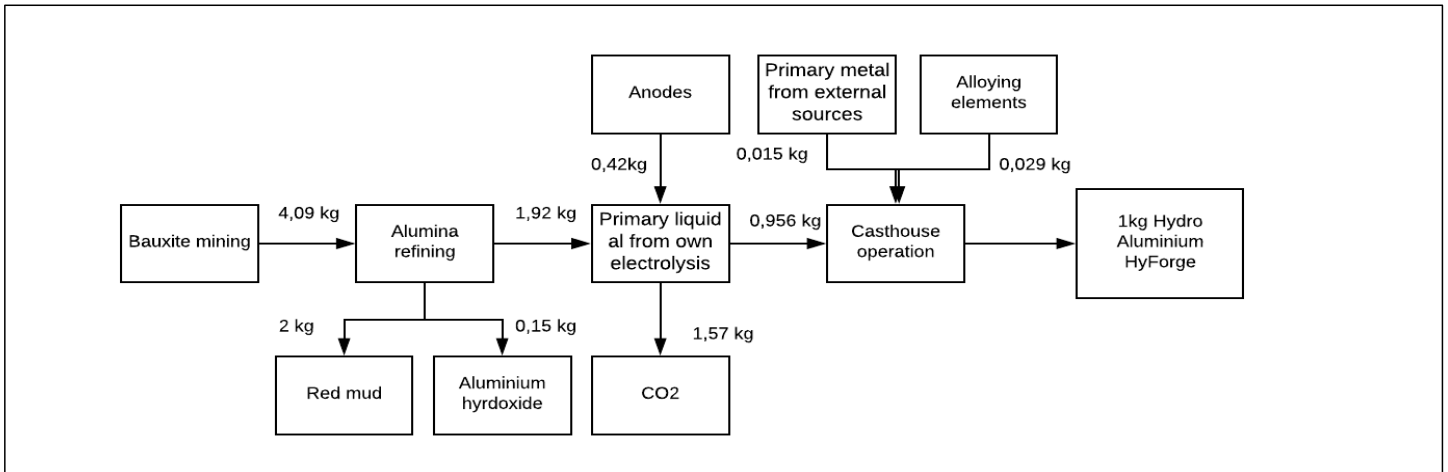 Anodes
Primary metal
from external
sources
Alloying
elements
0,42kg
0,015 kg
0,029 kg
Bauxite mining
4,09 kg
Alumina
refining
1,92 kg
Primary liquid
al from own
electrolysis
0,956 kg
Casthouse
operation
1kg Hydro
Aluminium
HyForge
2 kg
0,15 kg
1,57 kg
Red mud
Aluminium
hyrdoxide
CO2